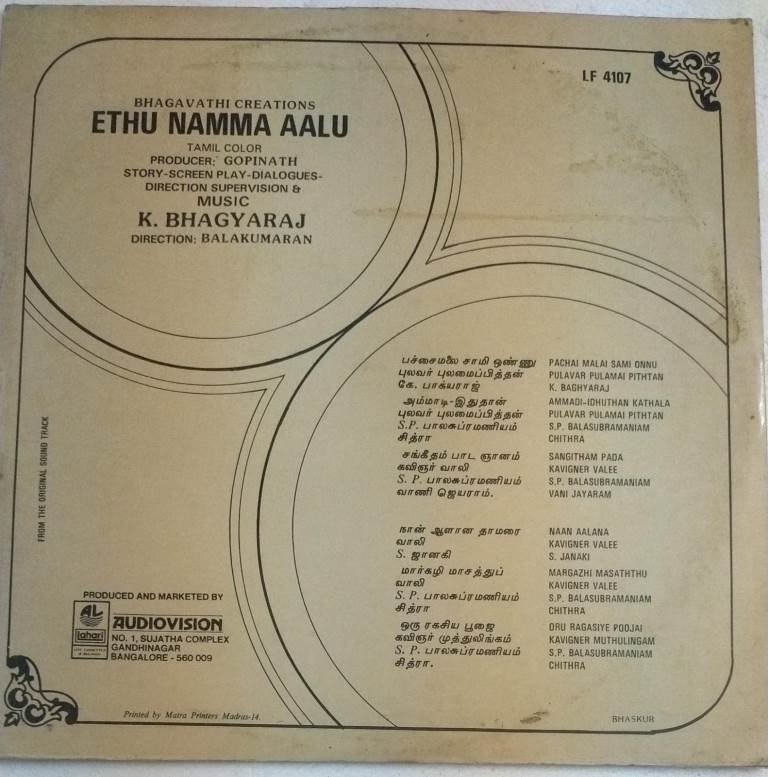 LF 4107
BHAGAVATHI CREATIONS
ETHU NAMMA AALU
TAMIL COLOR
PRODUCER: GOPINATH
STORY-SCREEN PLAY-DIALOGUES-
DIRECTION SUPERVISION &
MUSIC
K. BHAGYARAJ
DIRECTION: BALAKUMARAN
பச்சைமலை சாமி ஒண்ணு PACHAI MALAI SAMI ONNU
புலவர் புலமைப்பித்தன் PULAVAR PULAMAI PITHTAN
கே. பாக்யராஜ் K. BAGHYARAJ
அம்மாடி-இதுதான் AMMADI-IDHUTHAN KATHALA
புலவர் புலமைப்பித்தன் PULAVAR PULAMAI PITHTAN
S.P. பாலசுப்ரமணியம் S.P. BALASUBRAMANIAM
சித்ரா CHITHRA
சங்கீதம் பாட ஞானம் SANGITHAM PADA
கவிஞர் வாலி KAVIGNER VALEE
S. P. பாலசுப்ரமணியம் S.P. BALASUBRAMANIAM
வாணி ஜெயராம். VANI JAYARAM
நான் ஆளான தாமரை NAAN AALANA
வாலி KAVIGNER VALEE
S. ஜானகி S. JANAKI
மார்கழி மாசத்துப் MARGAZHI MASATHTHU
வாலி KAVIGNER VALEE
S. P. பாலசுப்ரமணியம் S.P. BALASUBRAMANIAM
சித்ரா CHITHRA
ஒரு ரகசிய பூஜை ORU RAGASIYE POOJAI
கவிஞர் முத்துலிங்கம் KAVIGNER MUTHULINGAM
S. P. பாலசுப்ரமணியம் S.P. BALASUBRAMANIAM
சித்ரா. CHITHRA
FROM THE ORIGINAL SOUND TRACK
PRODUCED AND MARKETED BY
AL
Lahari
AUDIOVISION
NO. 1, SUJATHA COMPLEX
GANDHINAGAR
BANGALORE - 560 009
Printed by Matra Printers Madras-14.
BHASKUR